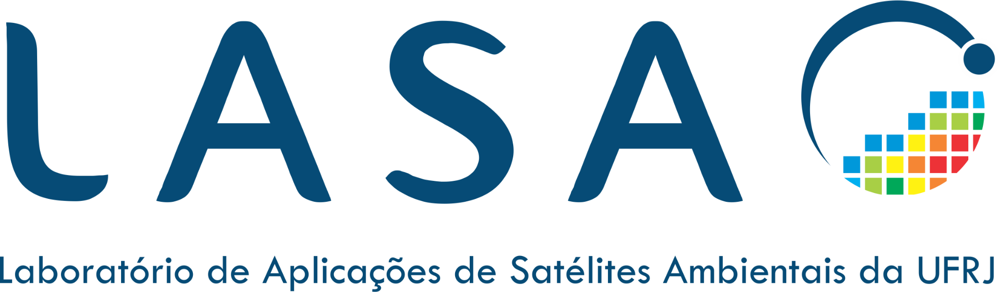 LASA
Laboratório de Aplicações de Satélites Ambientais da UFRJ